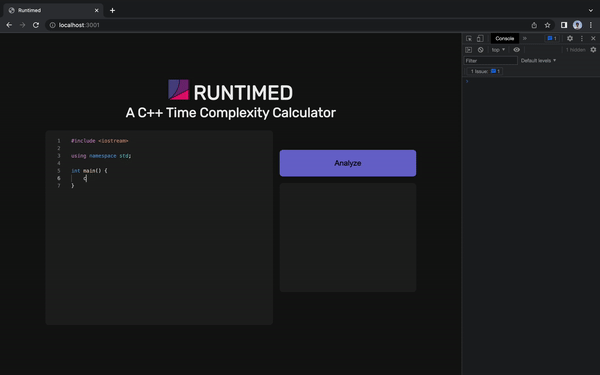 Runtimed
localhost:3001
Console
1
top
1 hidden
Filter
Default levels
1 Issue: 1
RUNTIMED
A C++ Time Complexity Calculator
1 #include <iostream>
2
3 using namespace std;
4
5 int main() {
6 c
7 }
Analyze